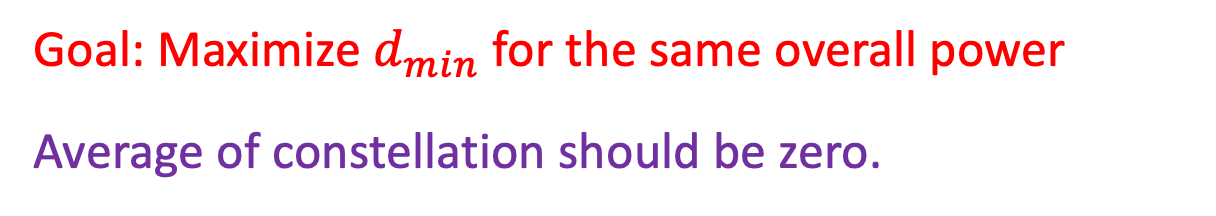 Goal: Maximize d_min for the same overall power
Average of constellation should be zero.